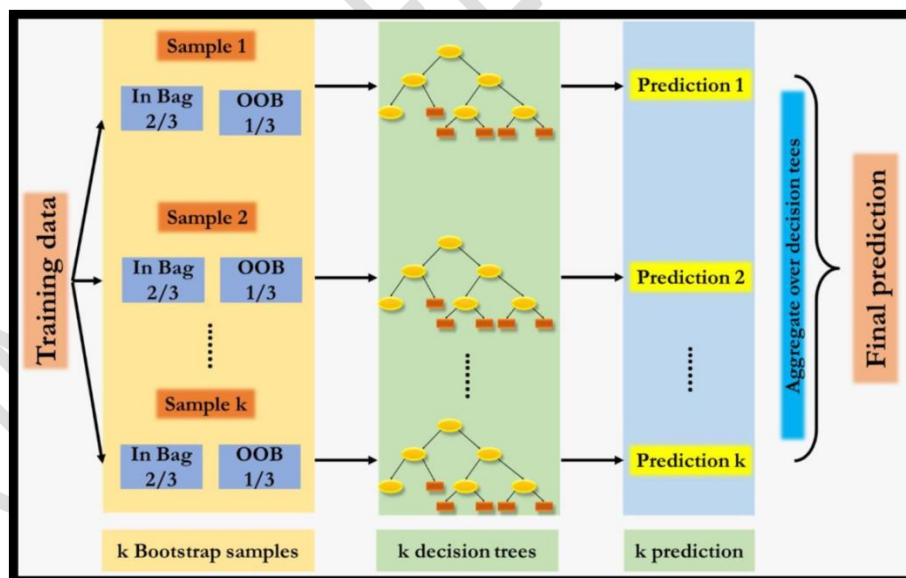 Training data
Sample 1
In Bag
2/3
OOB
1/3
Sample 2
In Bag
2/3
OOB
1/3
Sample k
In Bag
2/3
OOB
1/3
k Bootstrap samples
k decision trees
Prediction 1
Prediction 2
Prediction k
k prediction
Aggregate over decision tees
Final prediction